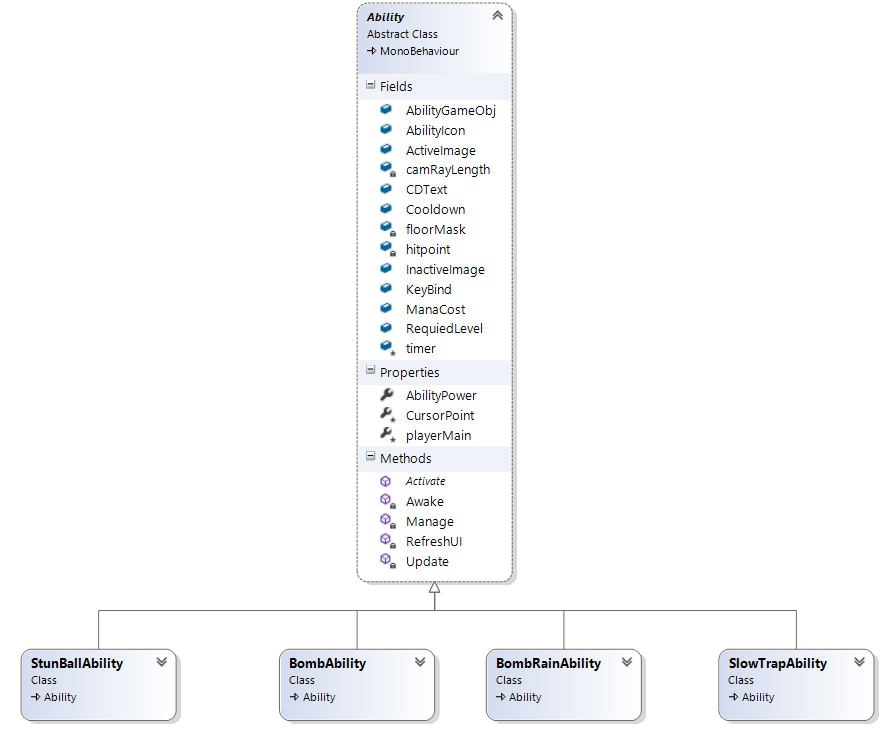 Ability
Abstract Class
MonoBehaviour
Fields
AbilityGameObj
AbilityIcon
ActiveImage
camRayLength
CDText
Cooldown
floorMask
hitpoint
InactiveImage
KeyBind
ManaCost
RequiedLevel
timer
Properties
AbilityPower
CursorPoint
playerMain
Methods
Activate
Awake
Manage
RefreshUI
Update
StunBallAbility
Class
Ability
BombAbility
Class
Ability
BombRainAbility
Class
Ability
SlowTrapAbility
Class
Ability